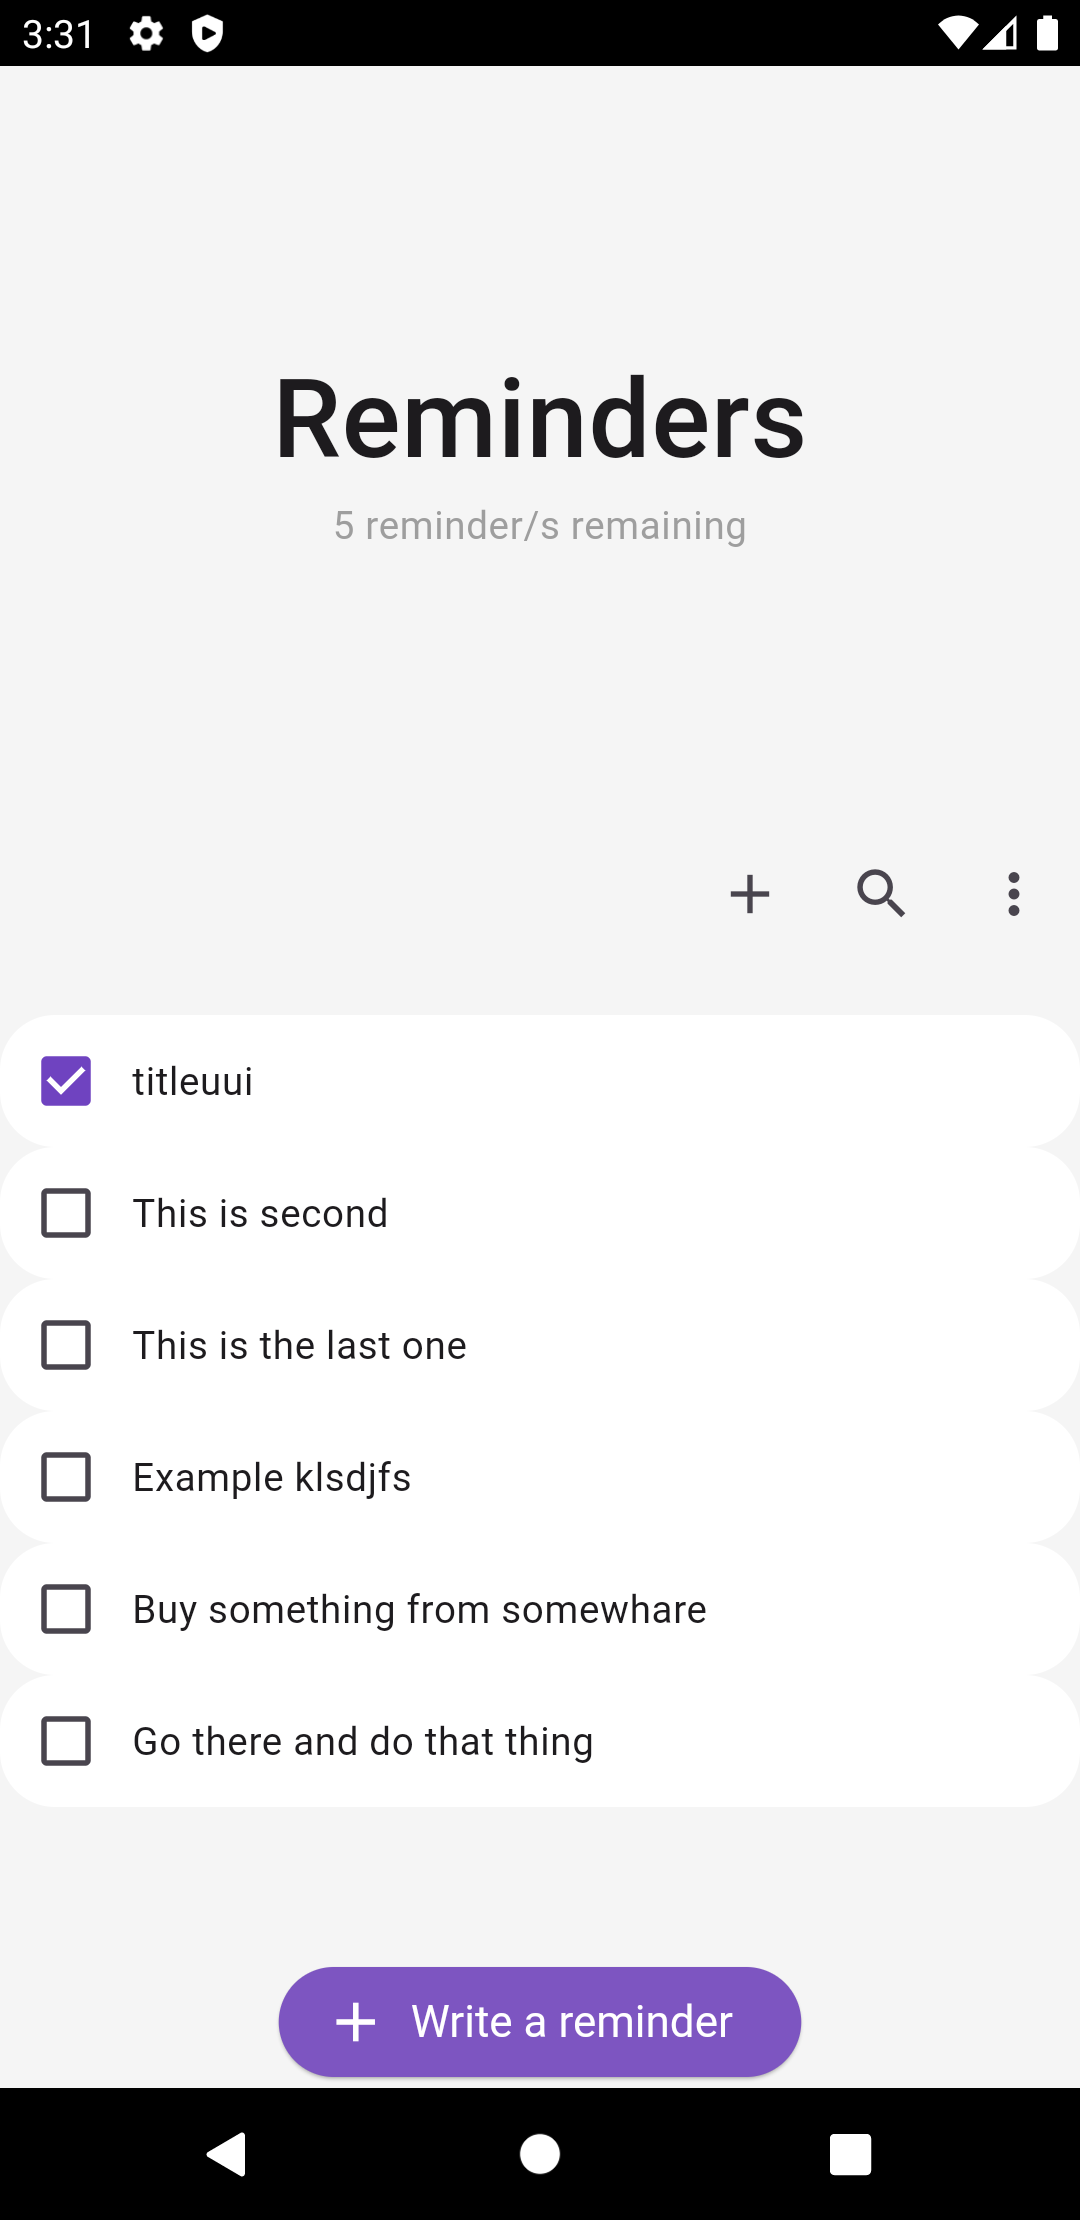 3:31
Reminders
5 reminder/s remaining
titleuui
This is second
This is the last one
Example klsdjfs
Buy something from somewhare
Go there and do that thing
Write a reminder